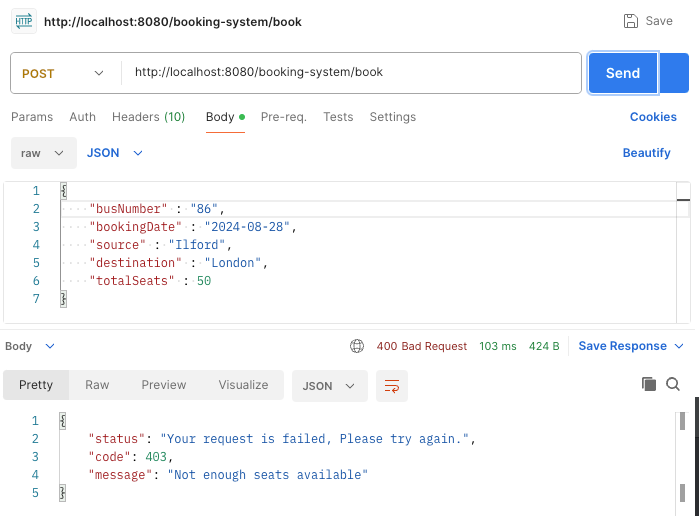 HTTP http://localhost:8080/booking-system/book Save
POST http://localhost:8080/booking-system/book Send
Params Auth Headers (10) Body Pre-req. Tests Settings Cookies
raw JSON Beautify
1 {
2 ····"busNumber"·:·"86",
3 ····"bookingDate"·:·"2024-08-28",
4 ····"source"·:·"Ilford",
5 ····"destination"·:·"London",
6 ····"totalSeats"·:·50
7 }
Body 400 Bad Request 103 ms 424 B Save Response
Pretty Raw Preview Visualize JSON
1 {
2 "status": "Your request is failed, Please try again.",
3 "code": 403,
4 "message": "Not enough seats available"
5 }